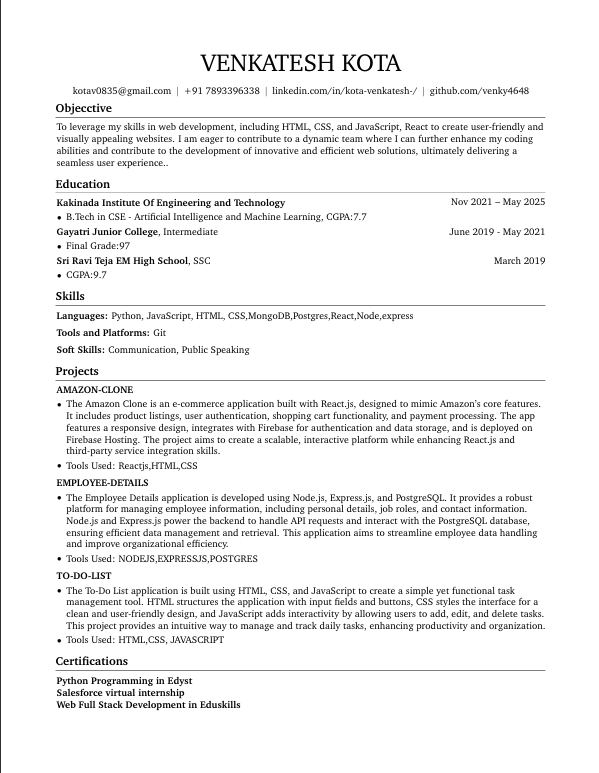 VENKATESH KOTA
kotav0835@gmail.com | +91 7893396338 | linkedin.com/in/kota-venkatesh-/ | github.com/venky4648
Objecctive
To leverage my skills in web development, including HTML, CSS, and JavaScript, React to create user-friendly and
visually appealing websites. I am eager to contribute to a dynamic team where I can further enhance my coding
abilities and contribute to the development of innovative and efficient web solutions, ultimately delivering a
seamless user experience..
Education
Kakinada Institute Of Engineering and Technology Nov 2021 – May 2025
• B.Tech in CSE - Artificial Intelligence and Machine Learning, CGPA:7.7
Gayatri Junior College, Intermediate June 2019 - May 2021
• Final Grade:97
Sri Ravi Teja EM High School, SSC March 2019
• CGPA:9.7
Skills
Languages: Python, JavaScript, HTML, CSS,MongoDB,Postgres,React,Node,express
Tools and Platforms: Git
Soft Skills: Communication, Public Speaking
Projects
AMAZON-CLONE
• The Amazon Clone is an e-commerce application built with React.js, designed to mimic Amazon's core features.
It includes product listings, user authentication, shopping cart functionality, and payment processing. The app
features a responsive design, integrates with Firebase for authentication and data storage, and is deployed on
Firebase Hosting. The project aims to create a scalable, interactive platform while enhancing React.js and
third-party service integration skills.
• Tools Used: Reactjs,HTML,CSS
EMPLOYEE-DETAILS
• The Employee Details application is developed using Node.js, Express.js, and PostgreSQL. It provides a robust
platform for managing employee information, including personal details, job roles, and contact information.
Node.js and Express.js power the backend to handle API requests and interact with the PostgreSQL database,
ensuring efficient data management and retrieval. This application aims to streamline employee data handling
and improve organizational efficiency.
• Tools Used: NODEJS,EXPRESSJS,POSTGRES
TO-DO-LIST
• The To-Do List application is built using HTML, CSS, and JavaScript to create a simple yet functional task
management tool. HTML structures the application with input fields and buttons, CSS styles the interface for a
clean and user-friendly design, and JavaScript adds interactivity by allowing users to add, edit, and delete tasks.
This project provides an intuitive way to manage and track daily tasks, enhancing productivity and organization.
• Tools Used: HTML,CSS, JAVASCRIPT
Certifications
Python Programming in Edyst
Salesforce virtual internship
Web Full Stack Development in Eduskills